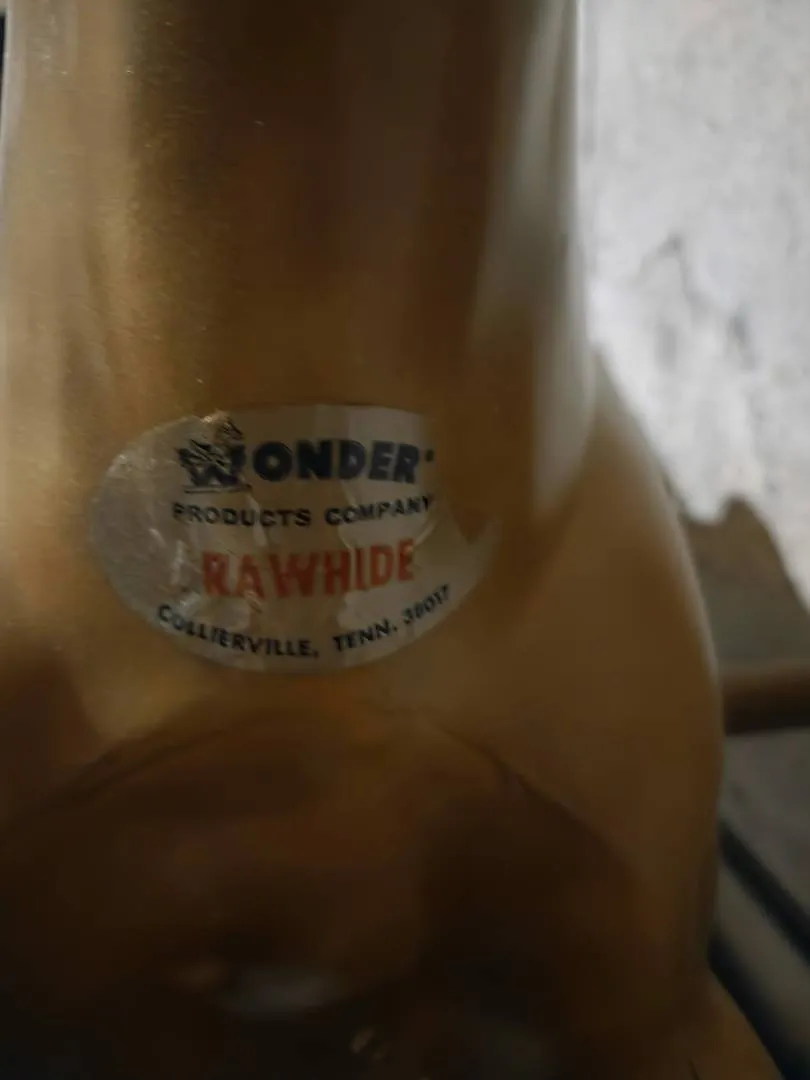 WONDER
PRODUCTS COMPANY
RAWHIDE
COLLIERVILLE, TENN. 38017